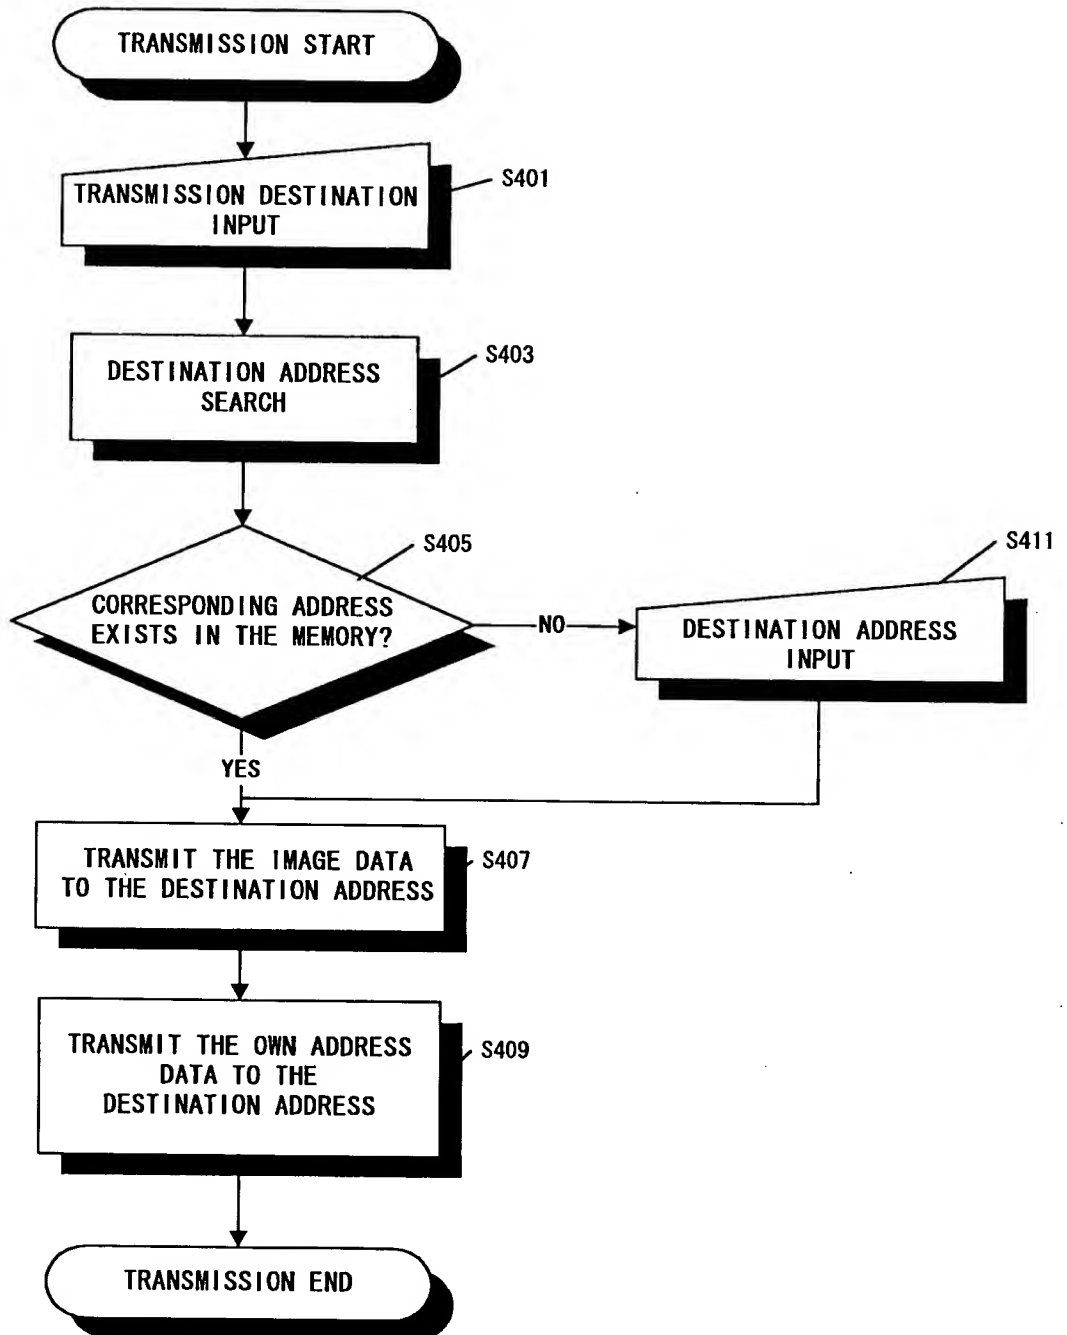 TRANSMISSION START
TRANSMISSION DESTINATION
INPUT
S401
DESTINATION ADDRESS
SEARCH
S403
CORRESPONDING ADDRESS
EXISTS IN THE MEMORY?
S405
NO
DESTINATION ADDRESS
INPUT
S411
YES
TRANSMIT THE IMAGE DATA
TO THE DESTINATION ADDRESS
S407
TRANSMIT THE OWN ADDRESS
DATA TO THE
DESTINATION ADDRESS
S409
TRANSMISSION END